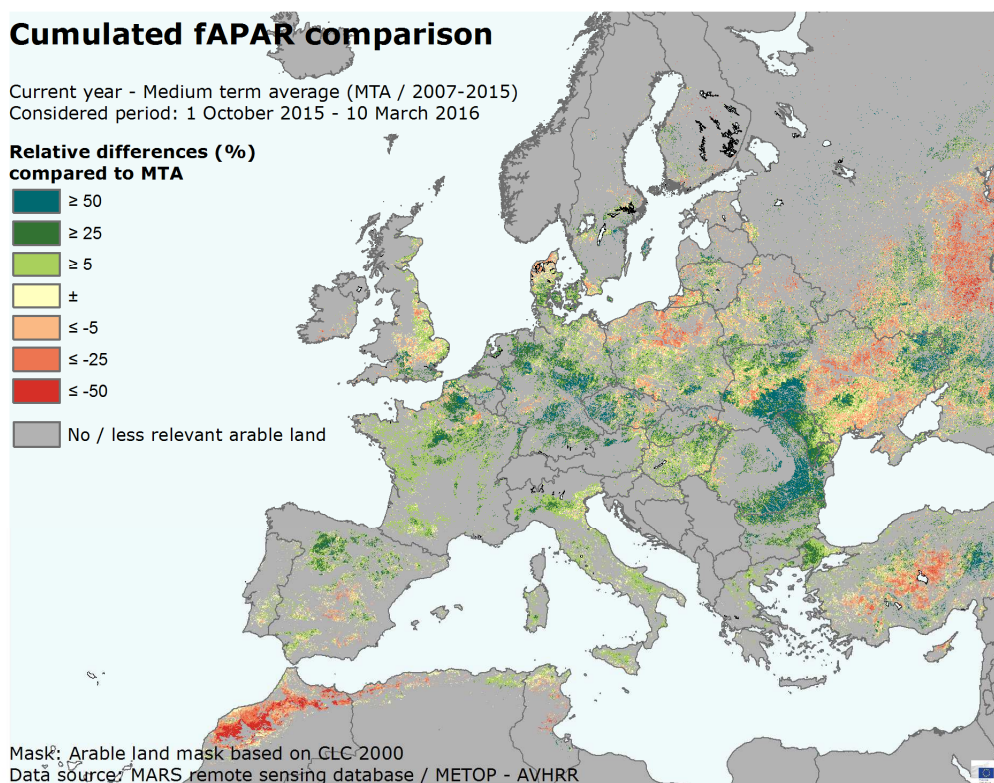 Cumulated fAPAR comparison
Current year - Medium term average (MTA / 2007-2015)
Considered period: 1 October 2015 - 10 March 2016
Relative differences (%)
compared to MTA
≥ 50
≥ 25
≥ 5
±
≤ -5
≤ -25
≤ -50
No / less relevant arable land
Mask: Arable land mask based on CLC 2000
Data source: MARS remote sensing database / METOP - AVHRR